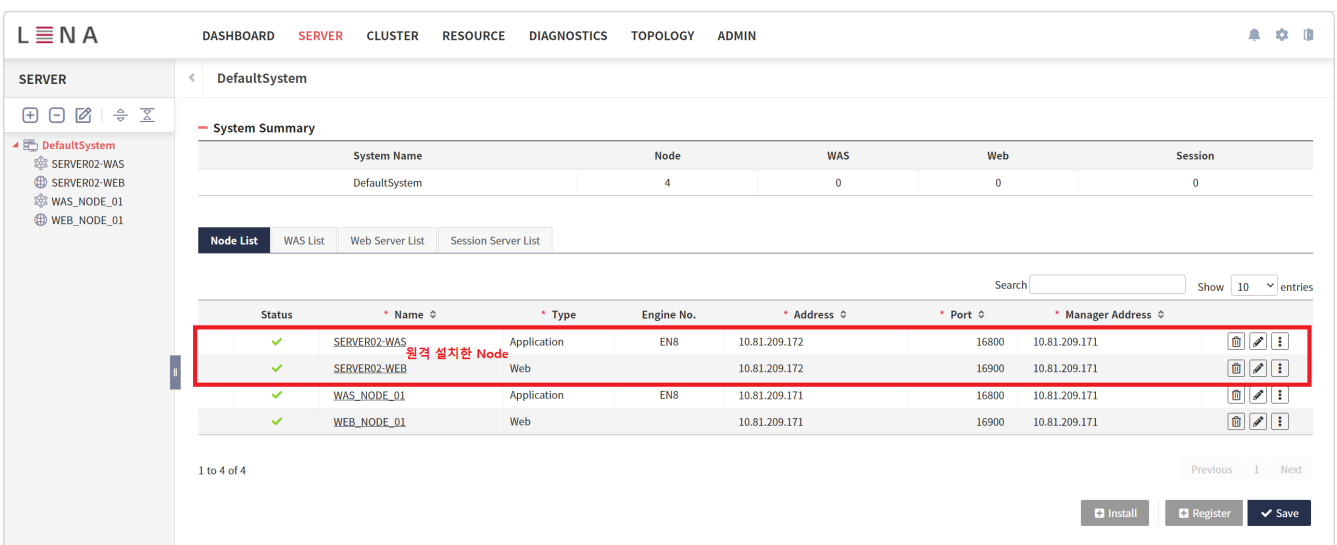 LENA DASHBOARD SERVER CLUSTER RESOURCE DIAGNOSTICS TOPOLOGY ADMIN
SERVER DefaultSystem
System Summary
System Name Node WAS Web Session
DefaultSystem 4 0 0 0
DefaultSystem
SERVER02-WAS
SERVER02-WEB
WAS_NODE_01
WEB_NODE_01
Node List WAS List Web Server List Session Server List
Search Show 10 entries
Status * Name * Type Engine No. * Address * Port * Manager Address
SERVER02-WAS Application EN8 10.81.209.172 16800 10.81.209.171
원격 설치한 Node
SERVER02-WEB Web 10.81.209.172 16900 10.81.209.171
WAS_NODE_01 Application EN8 10.81.209.171 16800 10.81.209.171
WEB_NODE_01 Web 10.81.209.171 16900 10.81.209.171
1 to 4 of 4 Previous 1 Next
Install Register Save